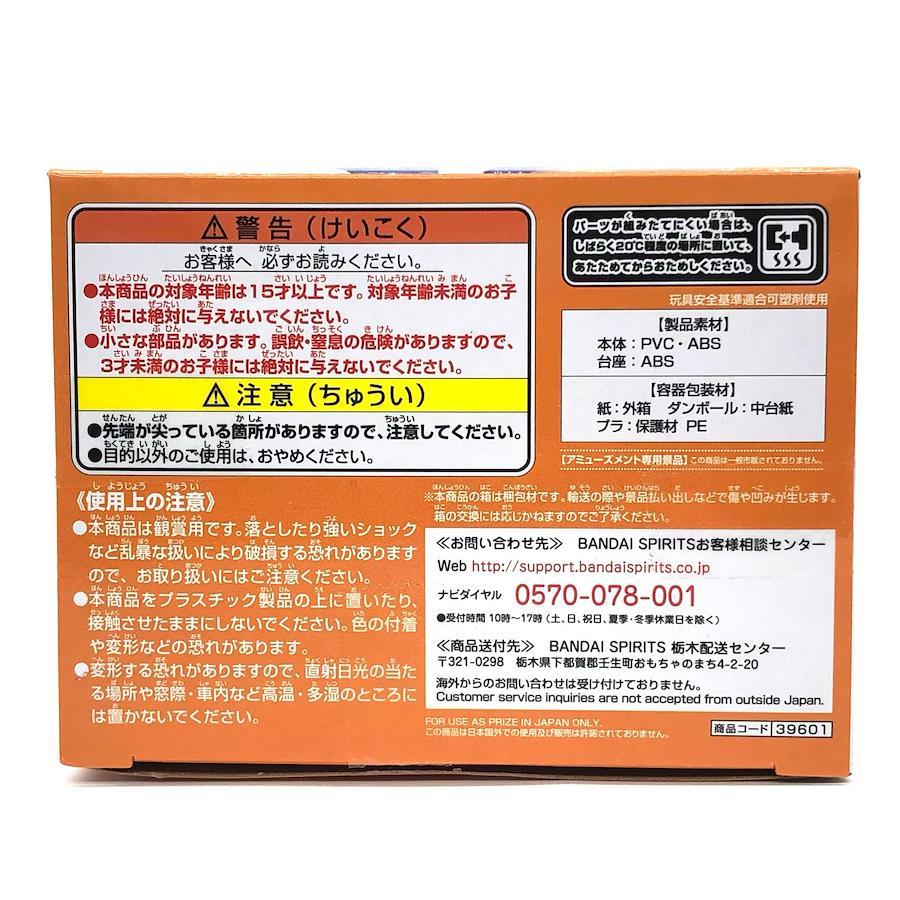 ⚠警告（けいこく）
お客様へ 必ずお読みください。
●本商品の対象年齢は15才以上です。対象年齢未満のお子
様には絶対に与えないでください。
●小さな部品があります。誤飲・窒息の危険がありますので、
3才未満のお子様には絶対に与えないでください。
⚠注意（ちゅうい）
●先端が尖っている箇所がありますので、注意してください。
●目的以外のご使用は、おやめください。
《使用上の注意》
●本商品は観賞用です。落としたり強いショック
など乱暴な扱いにより破損する恐れがあります
ので、お取り扱いにはご注意ください。
●本商品をプラスチック製品の上に置いたり、
接触させたままにしないでください。色の付着
や変形などの恐れがあります。
●変形する恐れがありますので、直射日光の当た
る場所や窓際・車内など高温・多湿のところに
は置かないでください。
パーツが組みたてにくい場合は、
しばらく20℃程度の場所に置いて、
あたためてからおためしください。
玩具安全基準適合可塑剤使用
【製品素材】
本体：PVC・ABS
台座：ABS
【容器包装材】
紙：外箱 ダンボール：中台紙
プラ：保護材 PE
【アミューズメント専用景品】この商品は一般市販されておりません。
※本商品の箱は梱包材です。輸送の際や景品払い出しなどで傷や凹みが生じます。
箱の交換には応じかねますのでご了承ください。
≪お問い合わせ先≫ BANDAI SPIRITSお客様相談センター
Web http://support.bandaispirits.co.jp
ナビダイヤル 0570-078-001
●受付時間 10時〜17時（土、日、祝日、夏季・冬季休業日を除く）
≪商品送付先≫ BANDAI SPIRITS 栃木配送センター
〒321-0298 栃木県下都賀郡壬生町おもちゃのまち4-2-20
海外からのお問い合わせは受け付けておりません。
Customer service inquiries are not accepted from outside Japan.
FOR USE AS PRIZE IN JAPAN ONLY.
この商品は日本国外での使用及び販売は許諾されておりません。
商品コード 39601